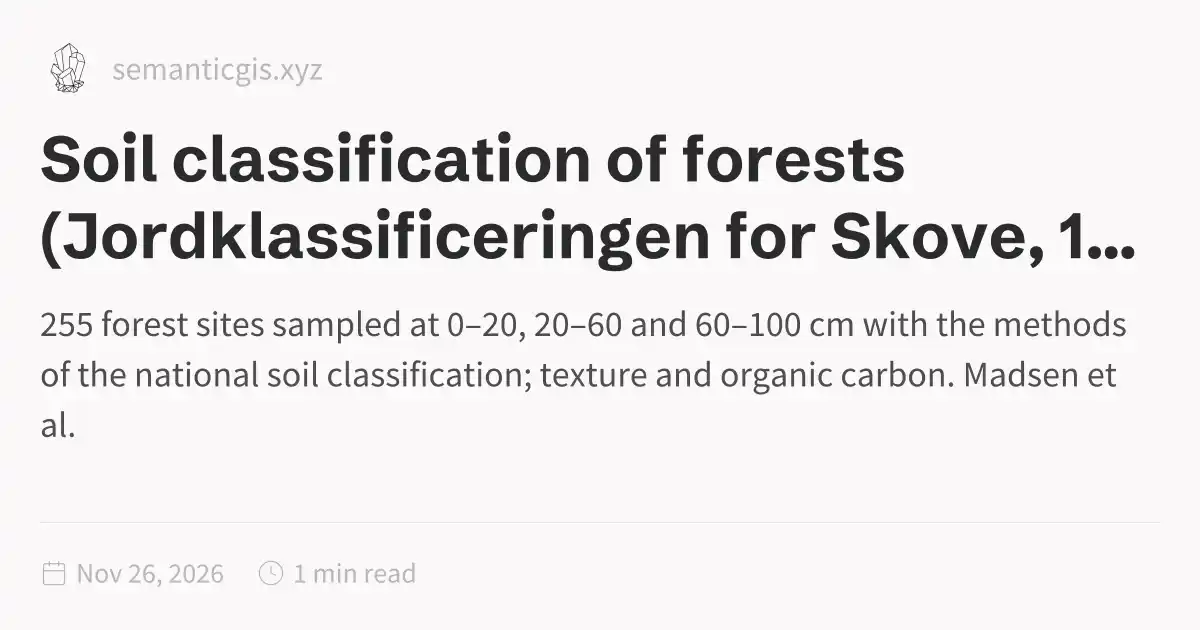 semanticgis.xyz
Soil classification of forests
(Jordklassificeringen for Skove, 1...
255 forest sites sampled at 0–20, 20–60 and 60–100 cm with the methods
of the national soil classification; texture and organic carbon. Madsen et
al.
Nov 26, 2026 1 min read